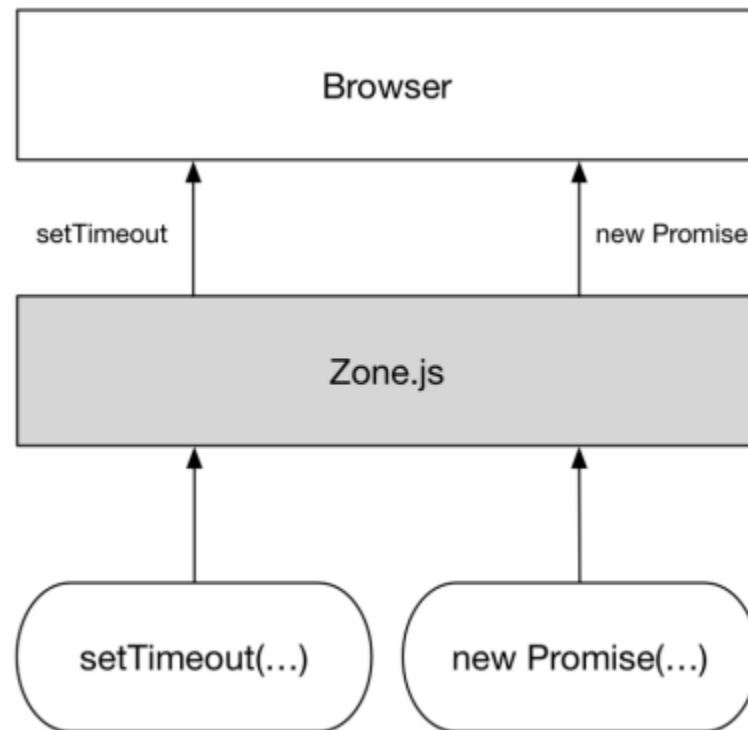 Browser
setTimeout
new Promise
Zone.js
setTimeout(…)
new Promise(…)